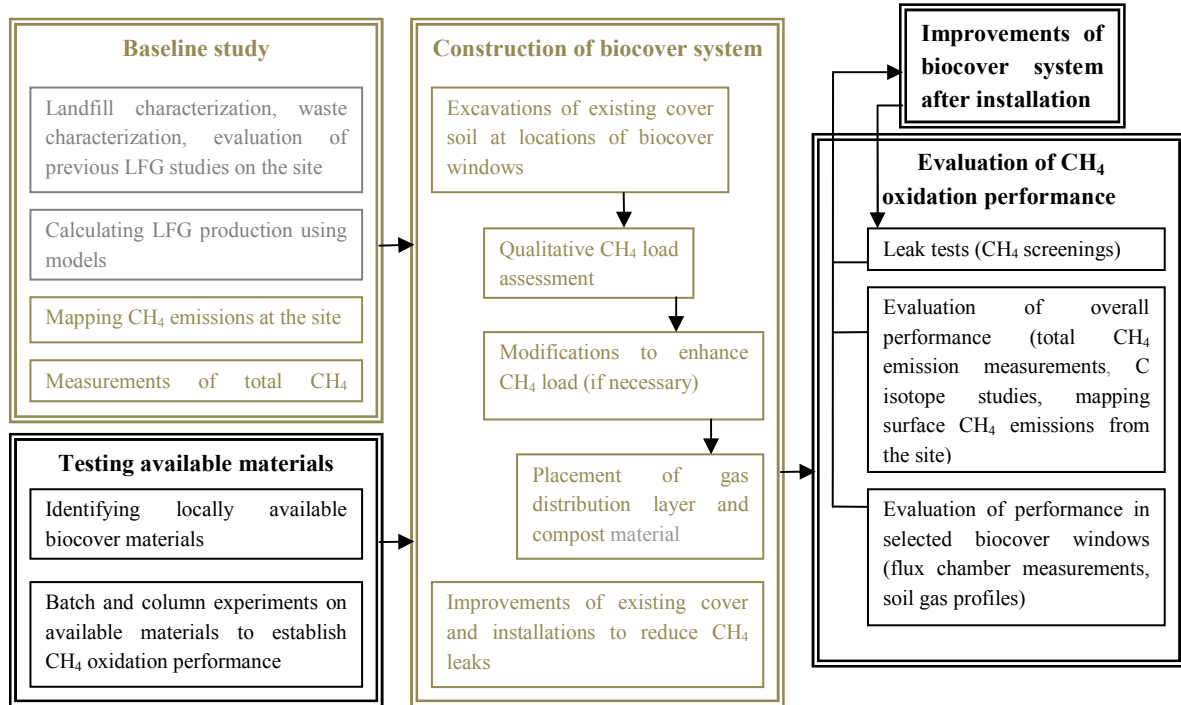 Baseline study
Landfill characterization, waste
characterization, evaluation of
previous LFG studies on the site
Calculating LFG production using
models
Mapping CH₄ emissions at the site
Measurements of total CH₄
Testing available materials
Identifying locally available
biocover materials
Batch and column experiments on
available materials to establish
CH₄ oxidation performance
Construction of biocover system
Excavations of existing cover
soil at locations of biocover
windows
Qualitative CH₄ load
assessment
Modifications to enhance
CH₄ load (if necessary)
Placement of gas
distribution layer and
compost material
Improvements of existing cover
and installations to reduce CH₄
leaks
Improvements of
biocover system
after installation
Evaluation of CH₄
oxidation performance
Leak tests (CH₄ screenings)
Evaluation of overall
performance (total CH₄
emission measurements, C
isotope studies, mapping
surface CH₄ emissions from
the site)
Evaluation of performance in
selected biocover windows
(flux chamber measurements,
soil gas profiles)